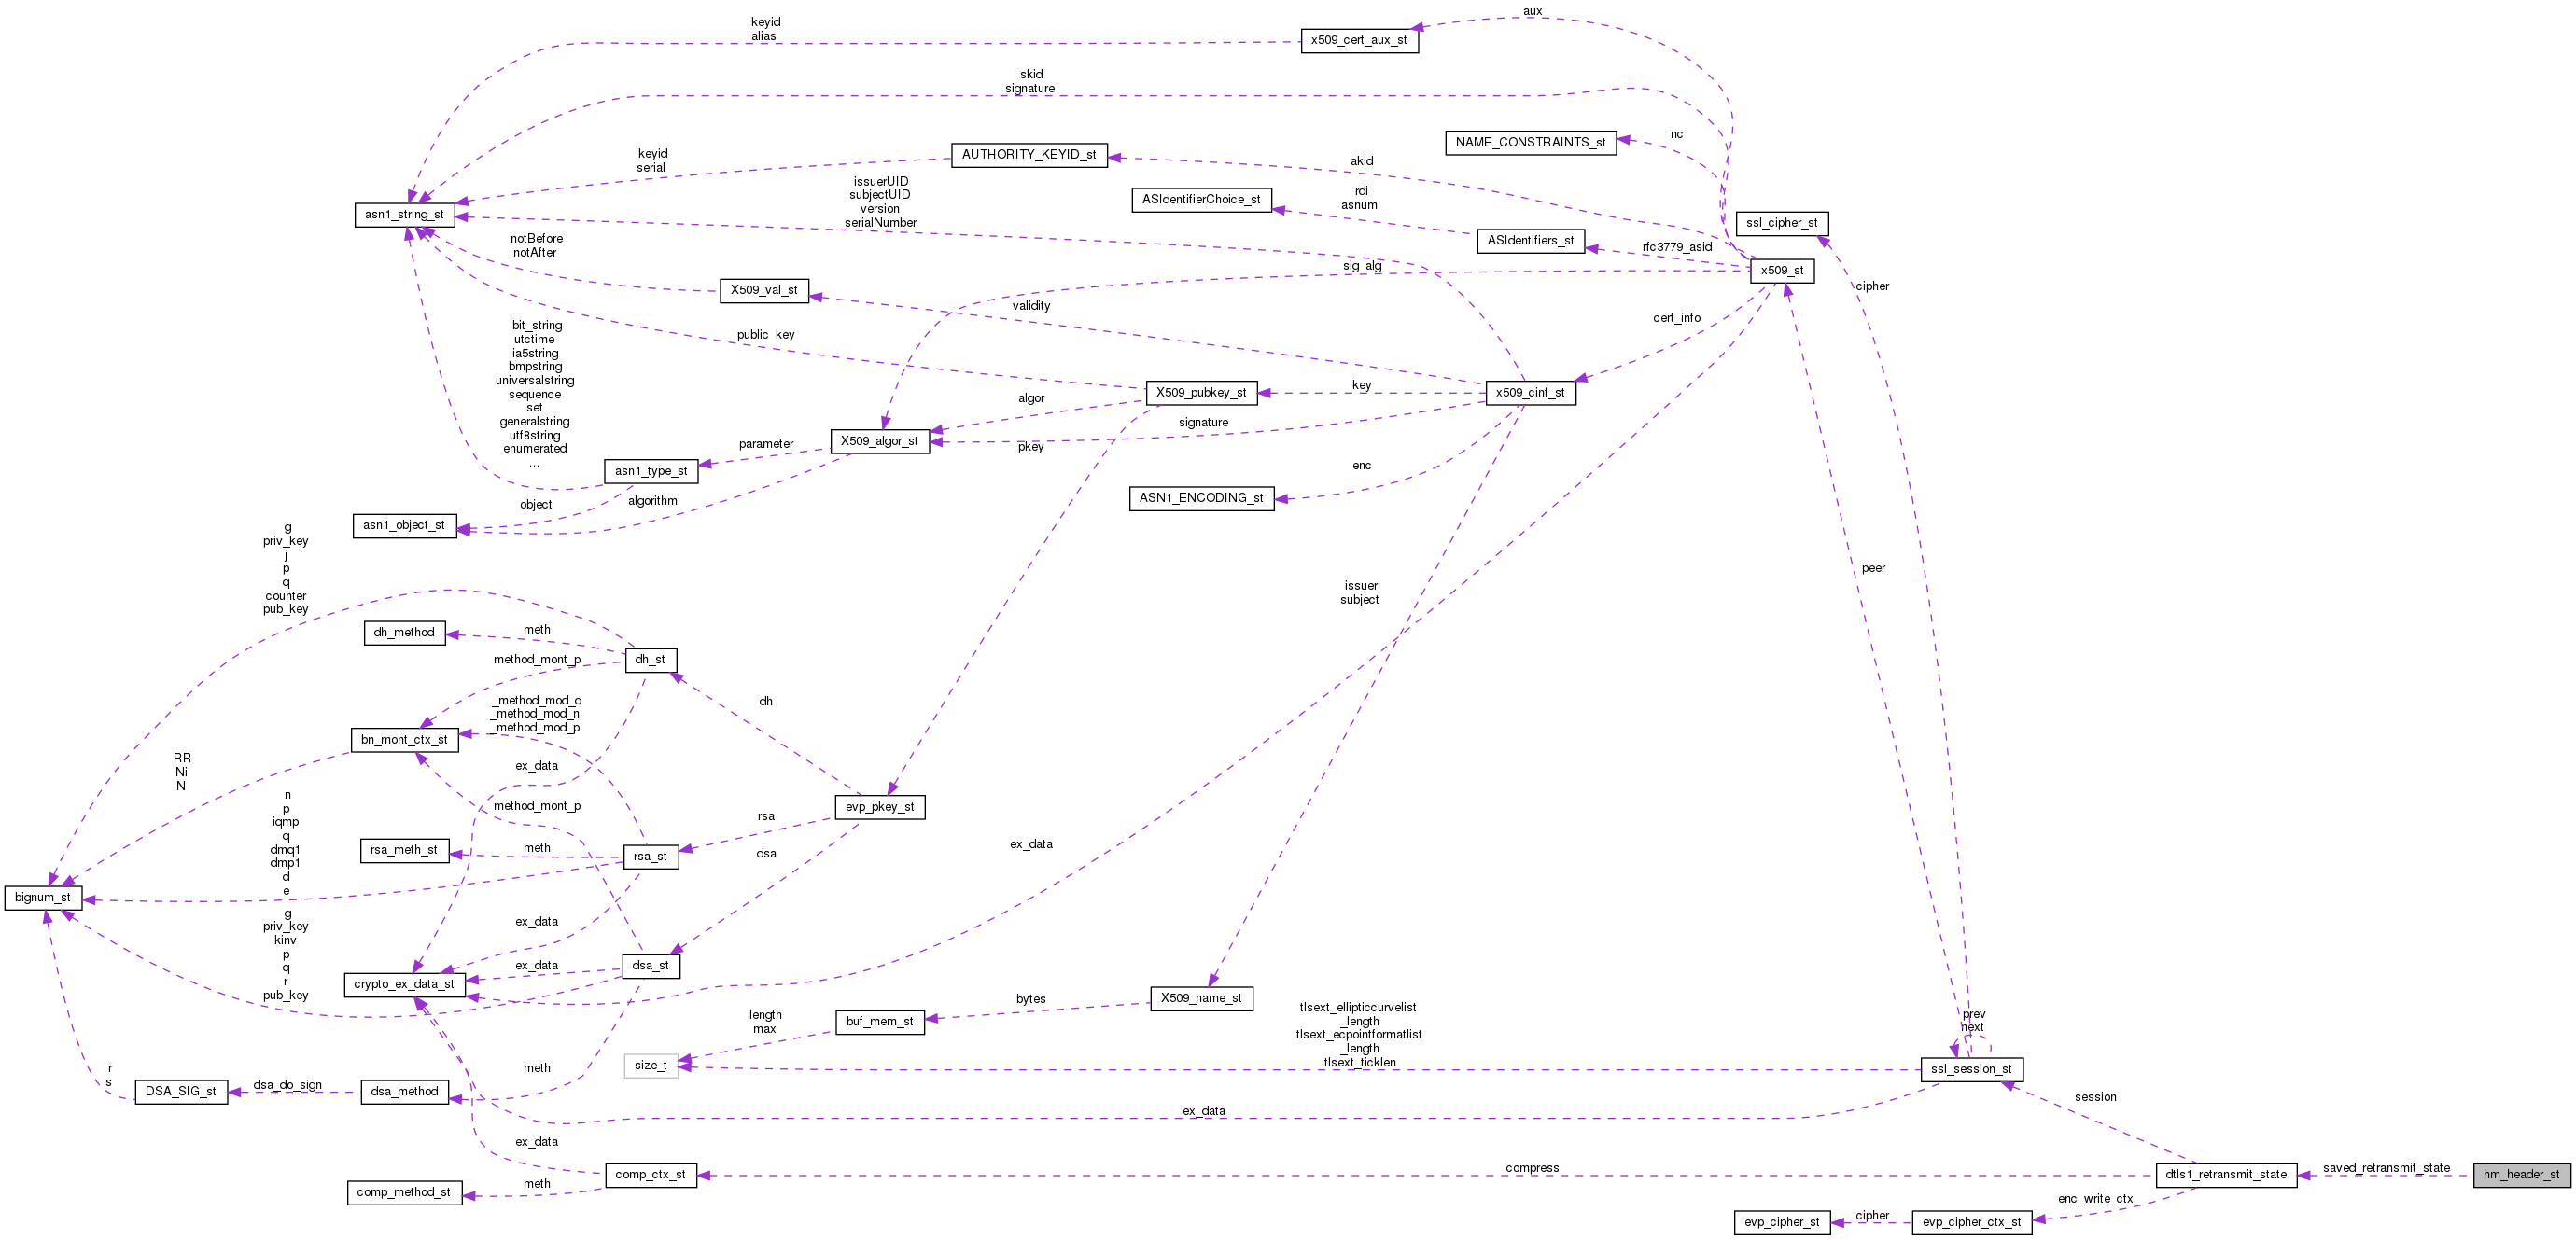 aux
keyid
alias
x509_cert_aux_st
skid
signature
nc
NAME_CONSTRAINTS_st
keyid
serial
AUTHORITY_KEYID_st
akid
issuerUID
subjectUID
version
serialNumber
ASIdentifierChoice_st
rdi
asnum
asn1_string_st
ssl_cipher_st
notBefore
notAfter
ASIdentifiers_st
rfc3779_asid
x509_st
sig_alg
cipher
X509_val_st
validity
cert_info
bit_string
utctime
ia5string
bmpstring
universalstring
sequence
set
generalstring
utf8string
enumerated
...
public_key
X509_pubkey_st
key
x509_cinf_st
algor
signature
X509_algor_st
pkey
parameter
asn1_type_st
enc
ASN1_ENCODING_st
algorithm
object
asn1_object_st
g
priv_key
j
p
q
counter
pub_key
peer
issuer
subject
dh_method
meth
method_mont_p
dh_st
dh
_method_mod_q
_method_mod_n
_method_mod_p
bn_mont_ctx_st
RR
Ni
N
ex_data
n
p
iqmp
q
dmq1
dmp1
d
e
method_mont_p
evp_pkey_st
rsa
rsa_meth_st
meth
rsa_st
dsa
ex_data
bignum_st
g
priv_key
kinv
p
q
r
pub_key
ex_data
ex_data
dsa_st
crypto_ex_data_st
X509_name_st
bytes
buf_mem_st
length
max
size_t
tlsext_ellipticcurvelist
_length
tlsext_ecpointformatlist
_length
tlsext_ticklen
prev
next
ssl_session_st
meth
r
s
DSA_SIG_st
dsa_do_sign
dsa_method
session
ex_data
ex_data
comp_ctx_st
compress
dtls1_retransmit_state
saved_retransmit_state
hm_header_st
comp_method_st
meth
enc_write_ctx
evp_cipher_st
cipher
evp_cipher_ctx_st